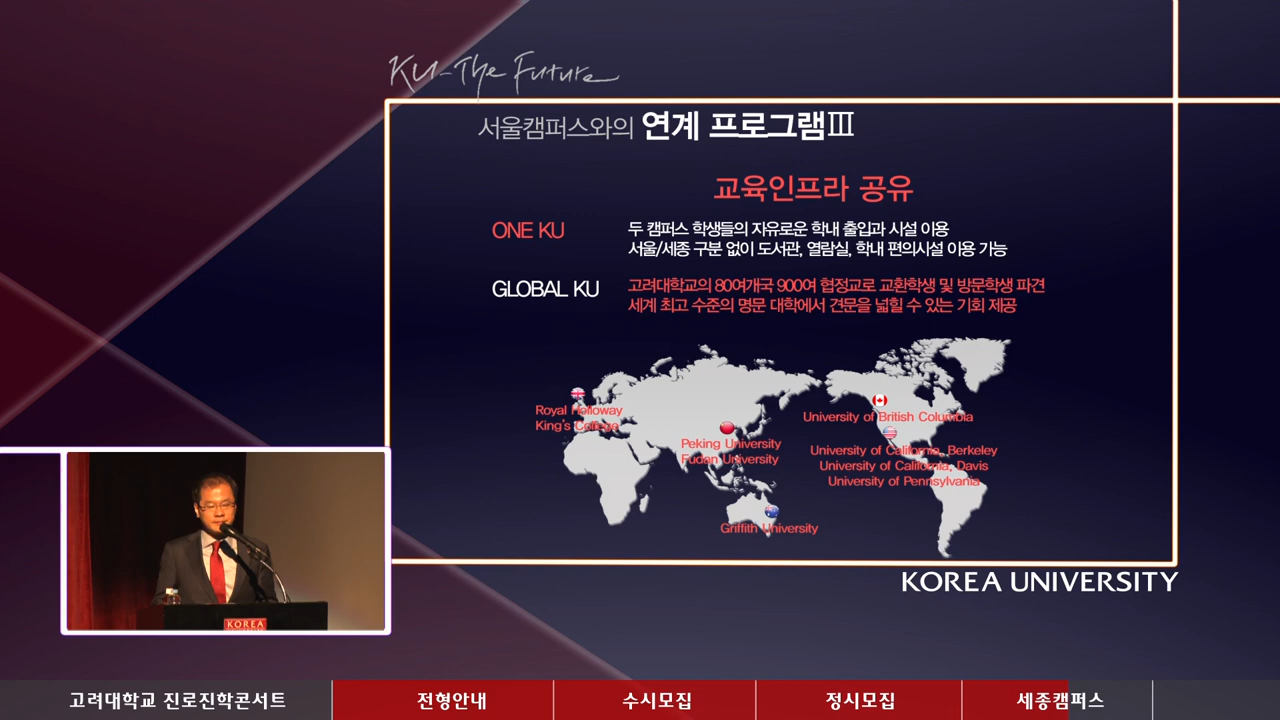 KU-The Future
서울캠퍼스와의 연계 프로그램Ⅲ
교육인프라 공유
ONE KU
두 캠퍼스 학생들의 자유로운 학내 출입과 시설 이용
서울/세종 구분 없이 도서관, 열람실, 학내 편의시설 이용 가능
GLOBAL KU
고려대학교의 80여개국 900여 협정교로 교환학생 및 방문학생 파견
세계 최고 수준의 명문 대학에서 견문을 넓힐 수 있는 기회 제공
Royal Holloway
King's College
Peking University
Fudan University
University of British Columbia
University of California, Berkeley
University of California, Davis
University of Pennsylvania
Griffith University
KOREA UNIVERSITY
KOREA
고려대학교 진로진학콘서트
전형안내
수시모집
정시모집
세종캠퍼스